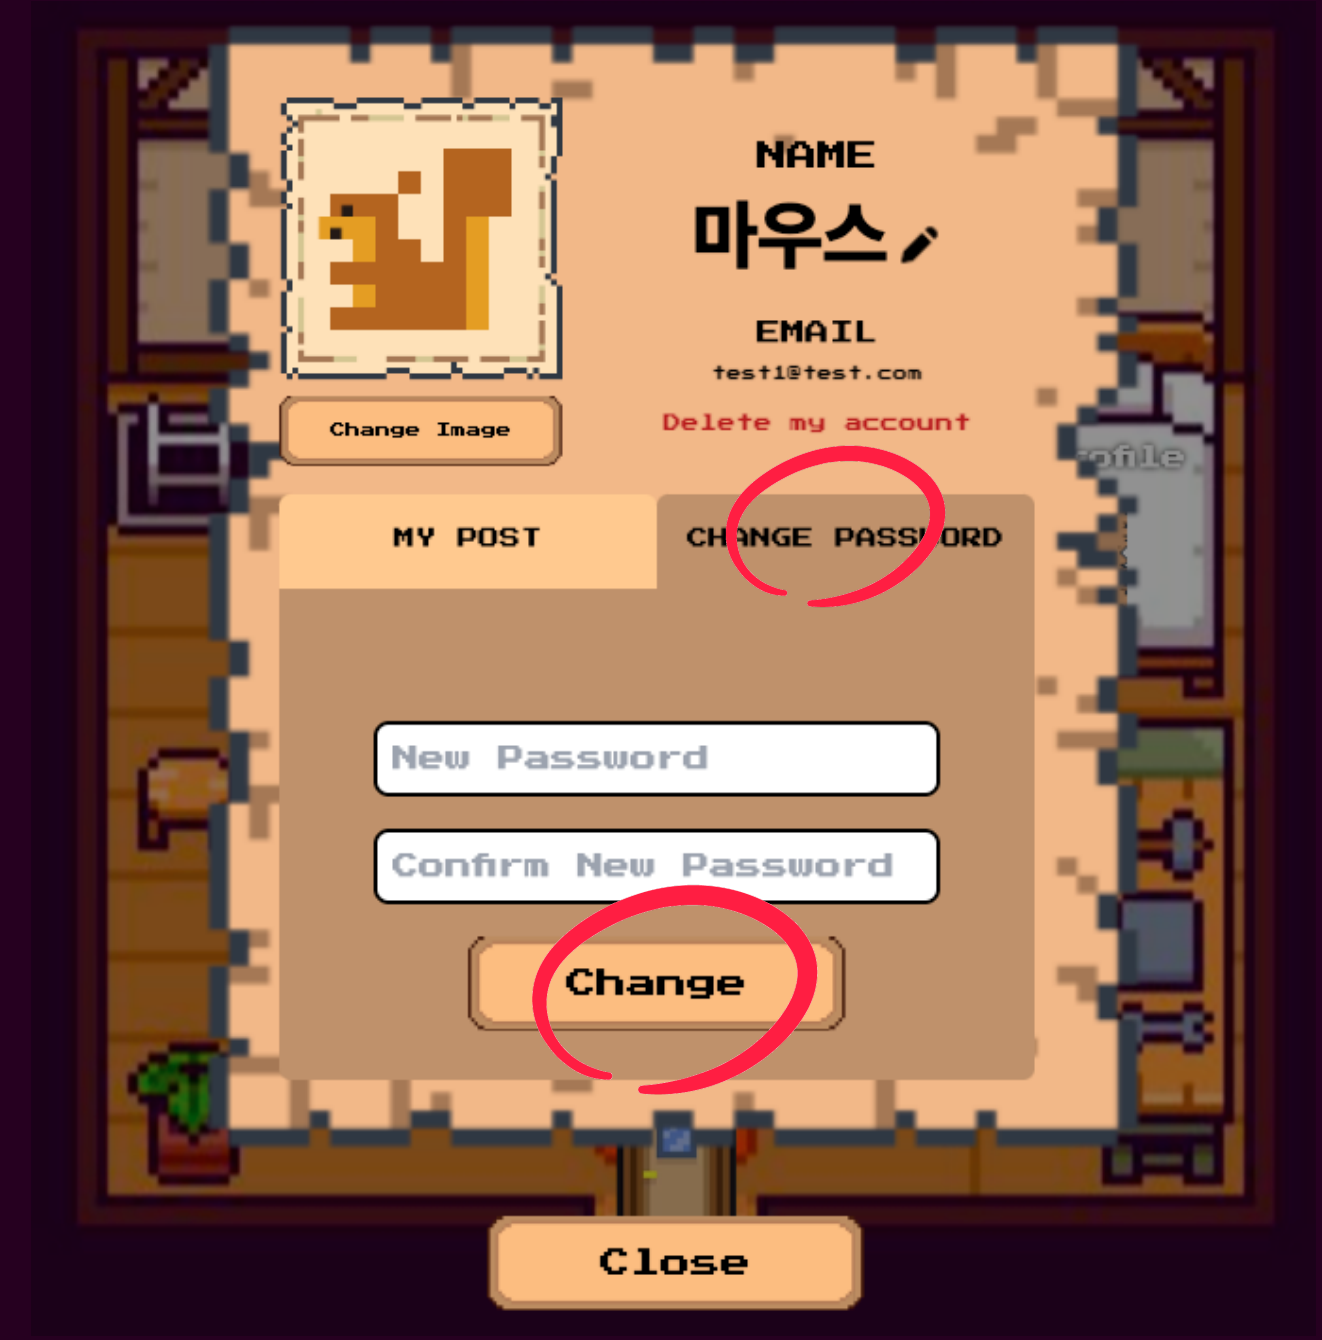 NAME
마우스
EMAIL
test1@test.com
Change Image
Delete my account
ofile
MY POST
CHANGE PASSWORD
New Password
Confirm New Password
Change
Close